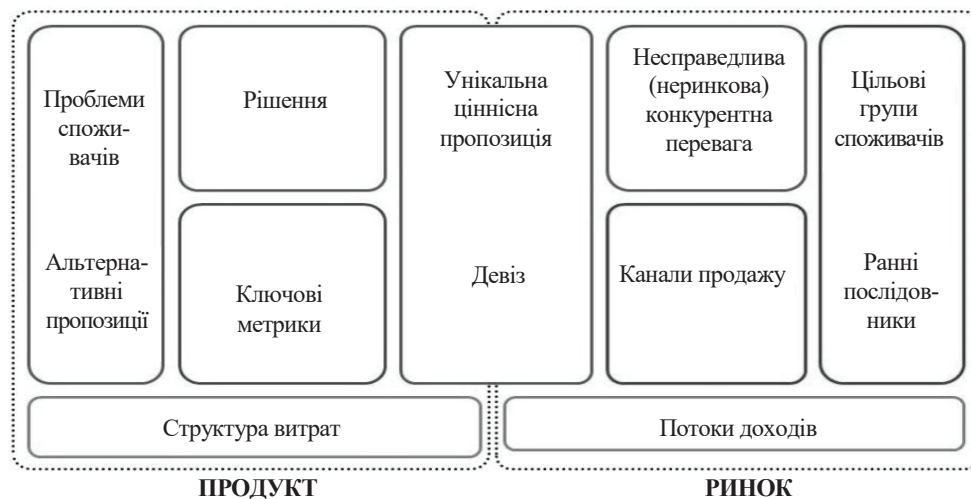 Проблеми
спожи-
вачів
Альтерна-
тивні
пропозиції
Рішення
Ключові
метрики
Унікальна
ціннісна
пропозиція
Девіз
Несправедлива
(неринкова)
конкурентна
перевага
Канали продажу
Цільові
групи
споживачів
Ранні
послідов-
ники
Структура витрат
Потоки доходів
ПРОДУКТ
РИНОК